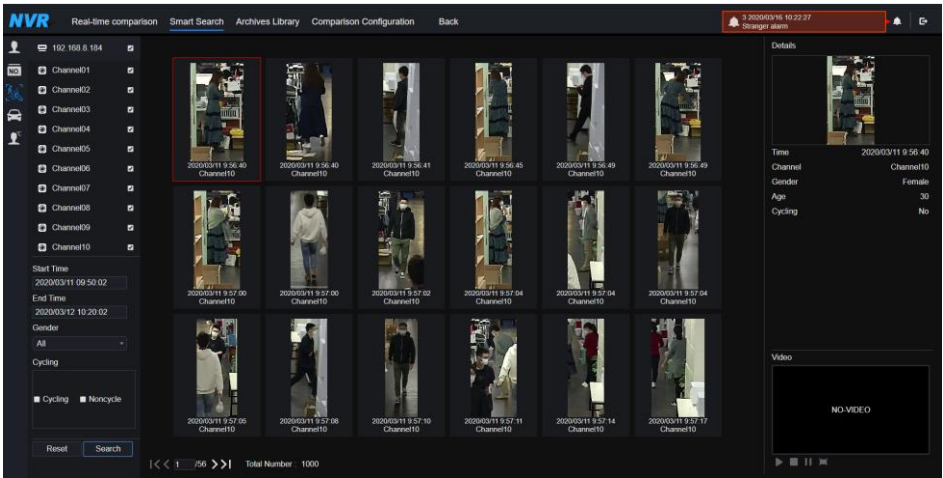 NVR
Real-time comparison Smart Search Archives Library Comparison Configuration Back
3 2020/03/16 10:22:27
Stranger alarm
NO.
192.168.8.184
Channel01
Channel02
Channel03
Channel04
Channel05
Channel06
Channel07
Channel08
Channel09
Channel10
Start Time
2020/03/11 09:50:02
End Time
2020/03/12 10:20:02
Gender
All
Cycling
Cycling Noncycle
Reset Search
2020/03/11 9:56:40 2020/03/11 9:56:40 2020/03/11 9:56:41 2020/03/11 9:56:45 2020/03/11 9:56:49 2020/03/11 9:56:49
Channel10 Channel10 Channel10 Channel10 Channel10 Channel10
2020/03/11 9:57:00 2020/03/11 9:57:00 2020/03/11 9:57:02 2020/03/11 9:57:04 2020/03/11 9:57:04 2020/03/11 9:57:04
Channel10 Channel10 Channel10 Channel10 Channel10 Channel10
2020/03/11 9:57:05 2020/03/11 9:57:08 2020/03/11 9:57:10 2020/03/11 9:57:11 2020/03/11 9:57:14 2020/03/11 9:57:17
Channel10 Channel10 Channel10 Channel10 Channel10 Channel10
1 /56 Total Number : 1000
Details
Time 2020/03/11 9:56:40
Channel Channel10
Gender Female
Age 30
Cycling No
Video
NO-VIDEO